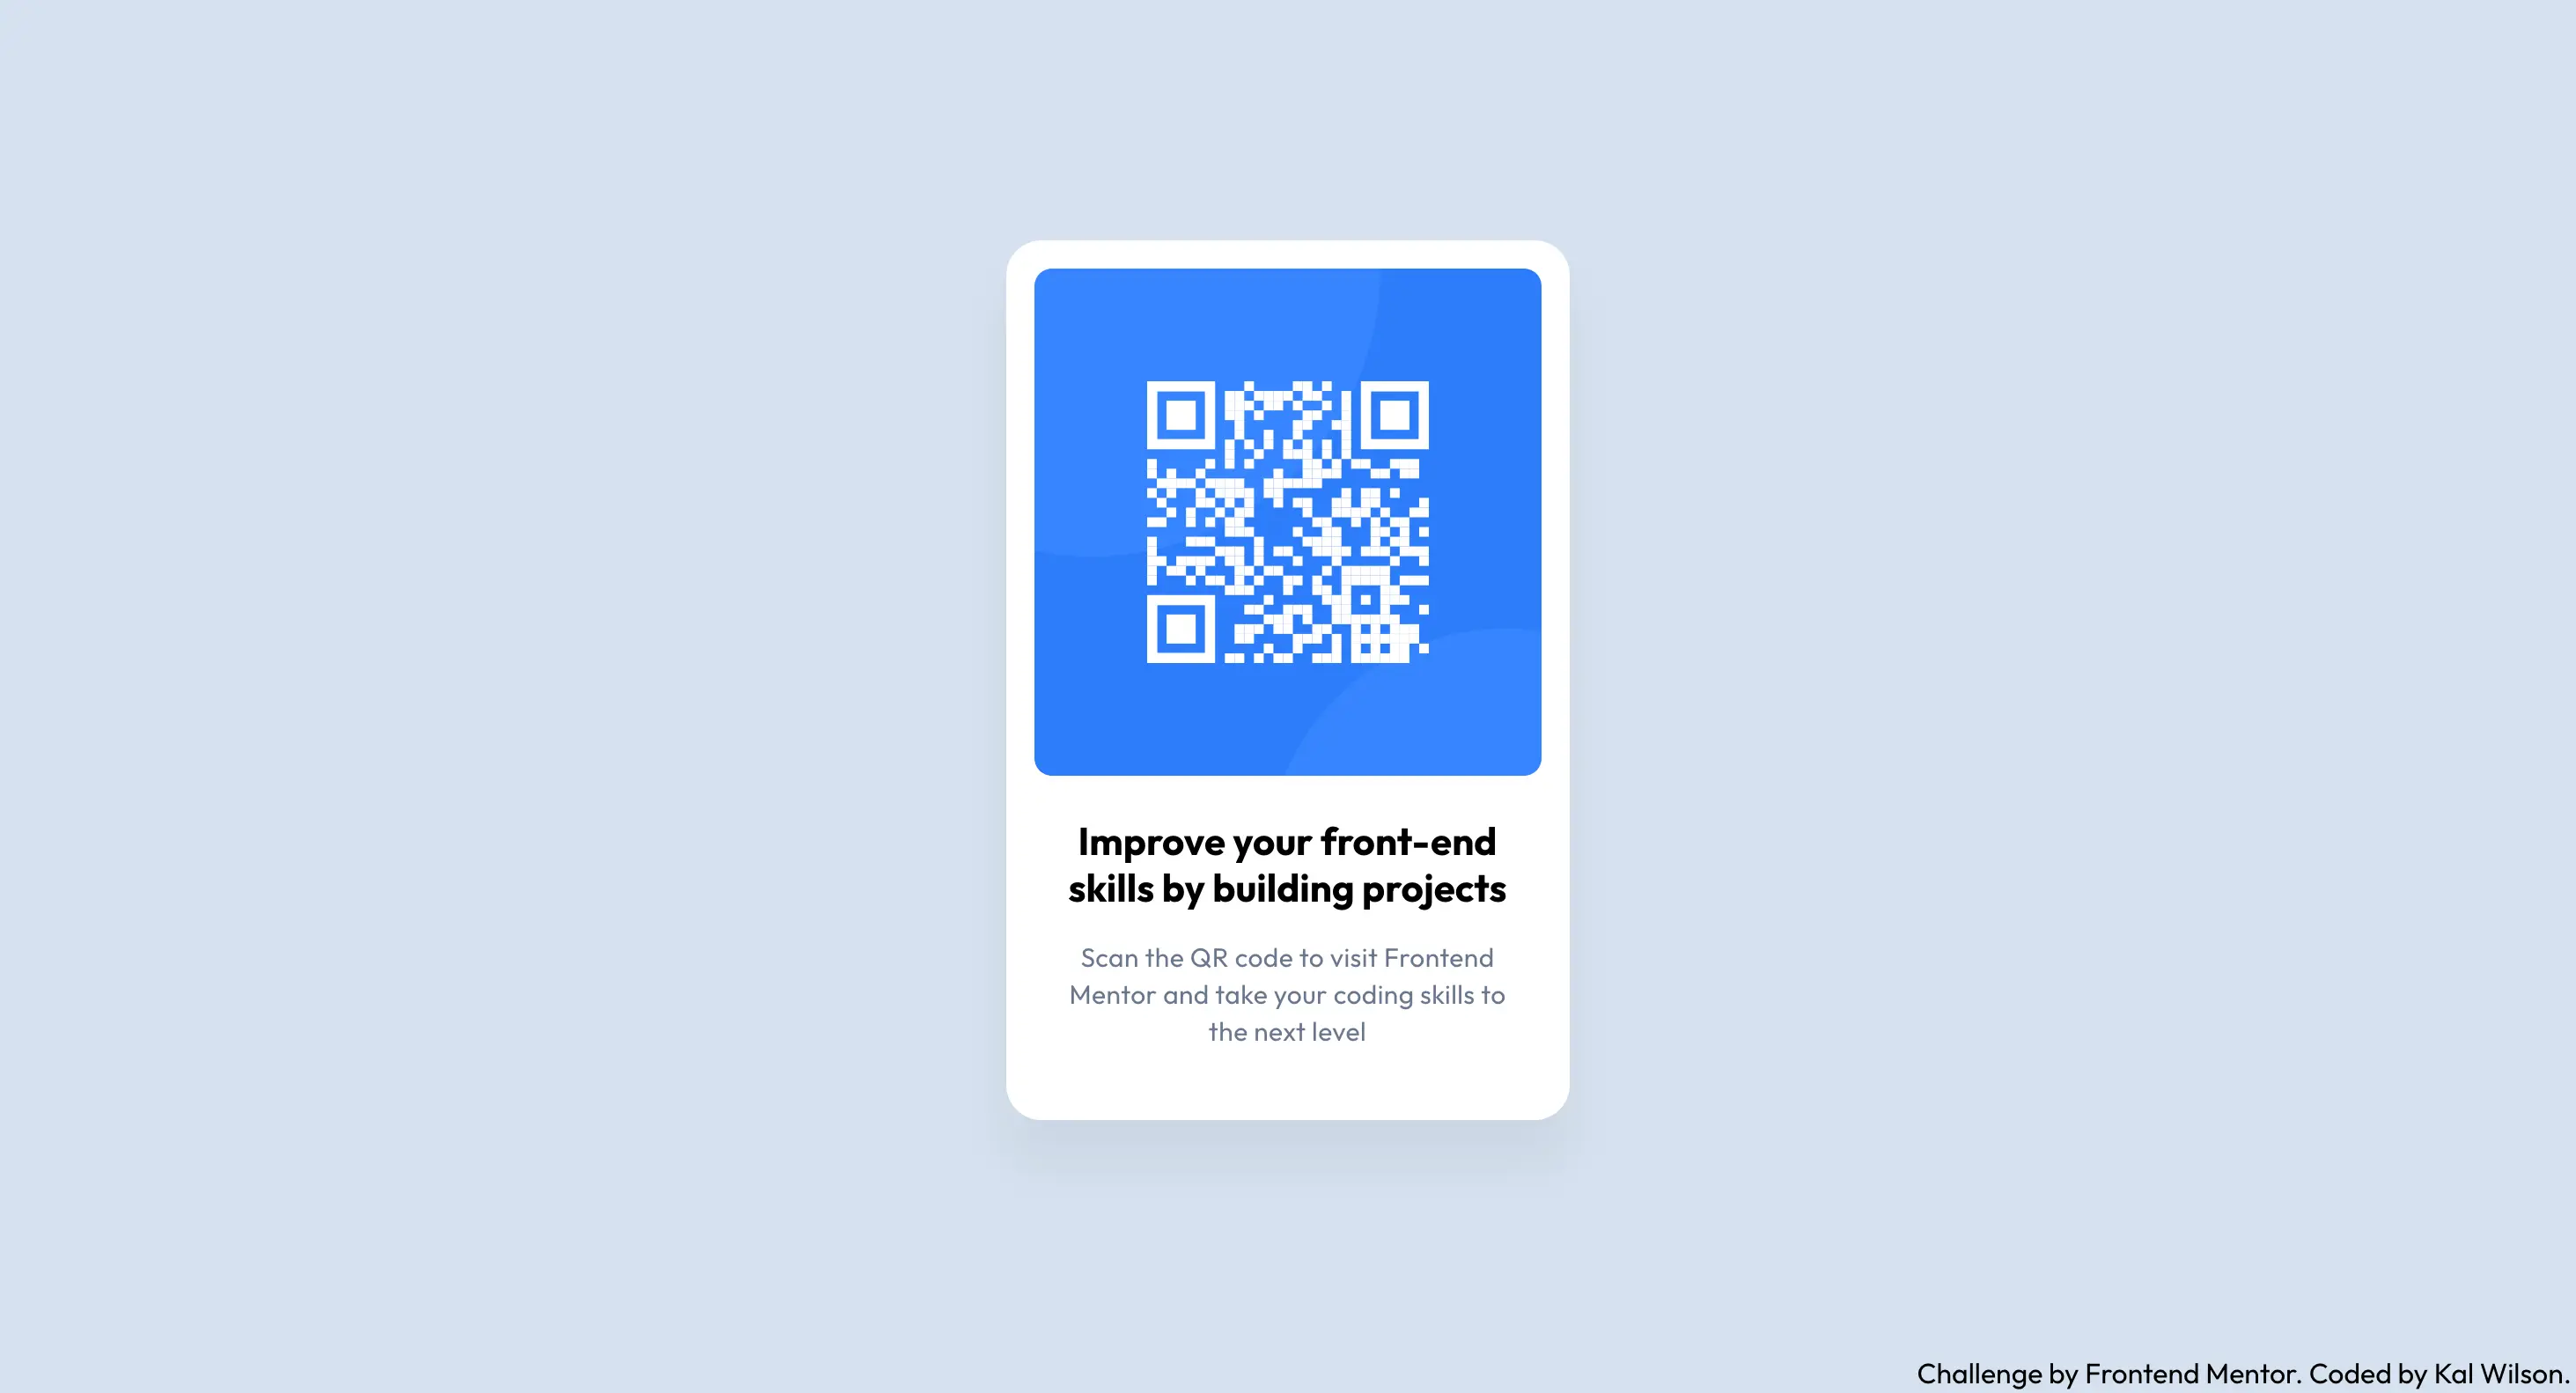 Improve your front-end
skills by building projects
Scan the QR code to visit Frontend
Mentor and take your coding skills to
the next level
Challenge by Frontend Mentor. Coded by Kal Wilson.